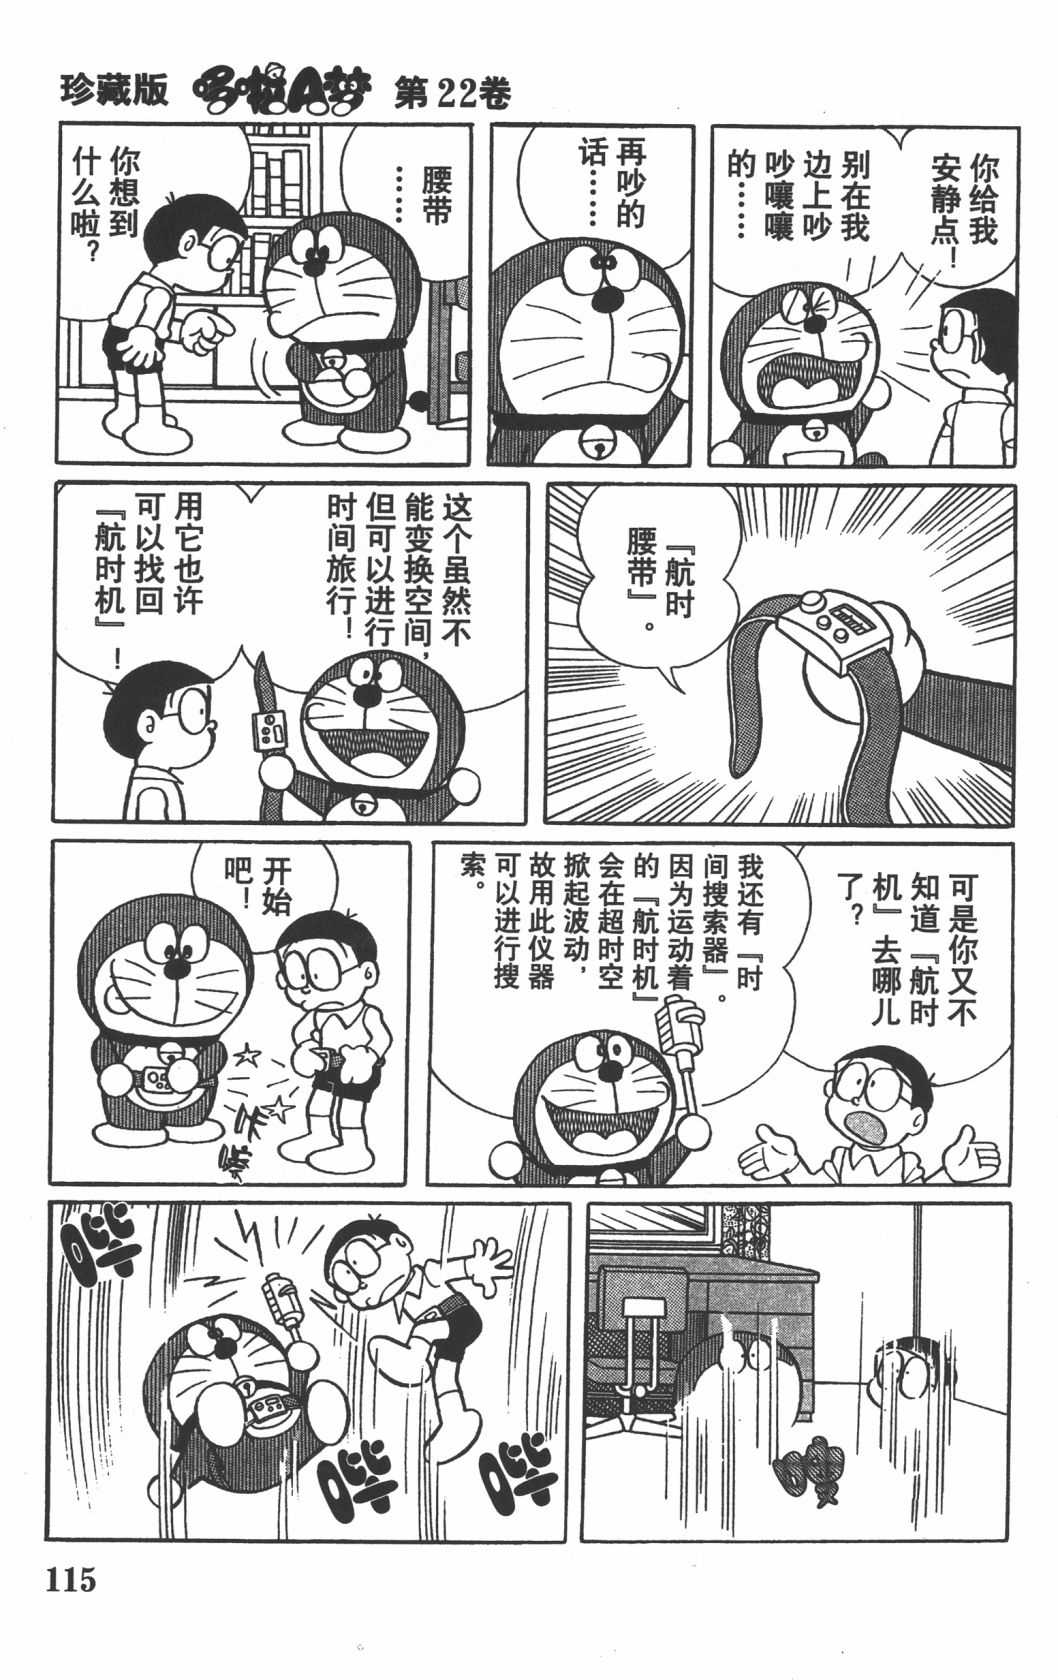 珍藏版 哆啦A梦 第22卷
你给我
安静点！
别在我
边上吵
吵嚷嚷
的……
再吵的
话……
腰带
……
你想到
什么啦？
『航时
腰带』。
这个虽然不
能变换空间，
但可以进行
时间旅行！
用它也许
可以找回
『航时机』！
可是你又不
知道『航时
机』去哪儿
了？
我还有『时
间搜索器』。
因为运动着
的『航时机』
会在超时空
掀起波动，
故用此仪器
可以进行搜
索。
开始
吧！
咔
哗
哗
哗
115